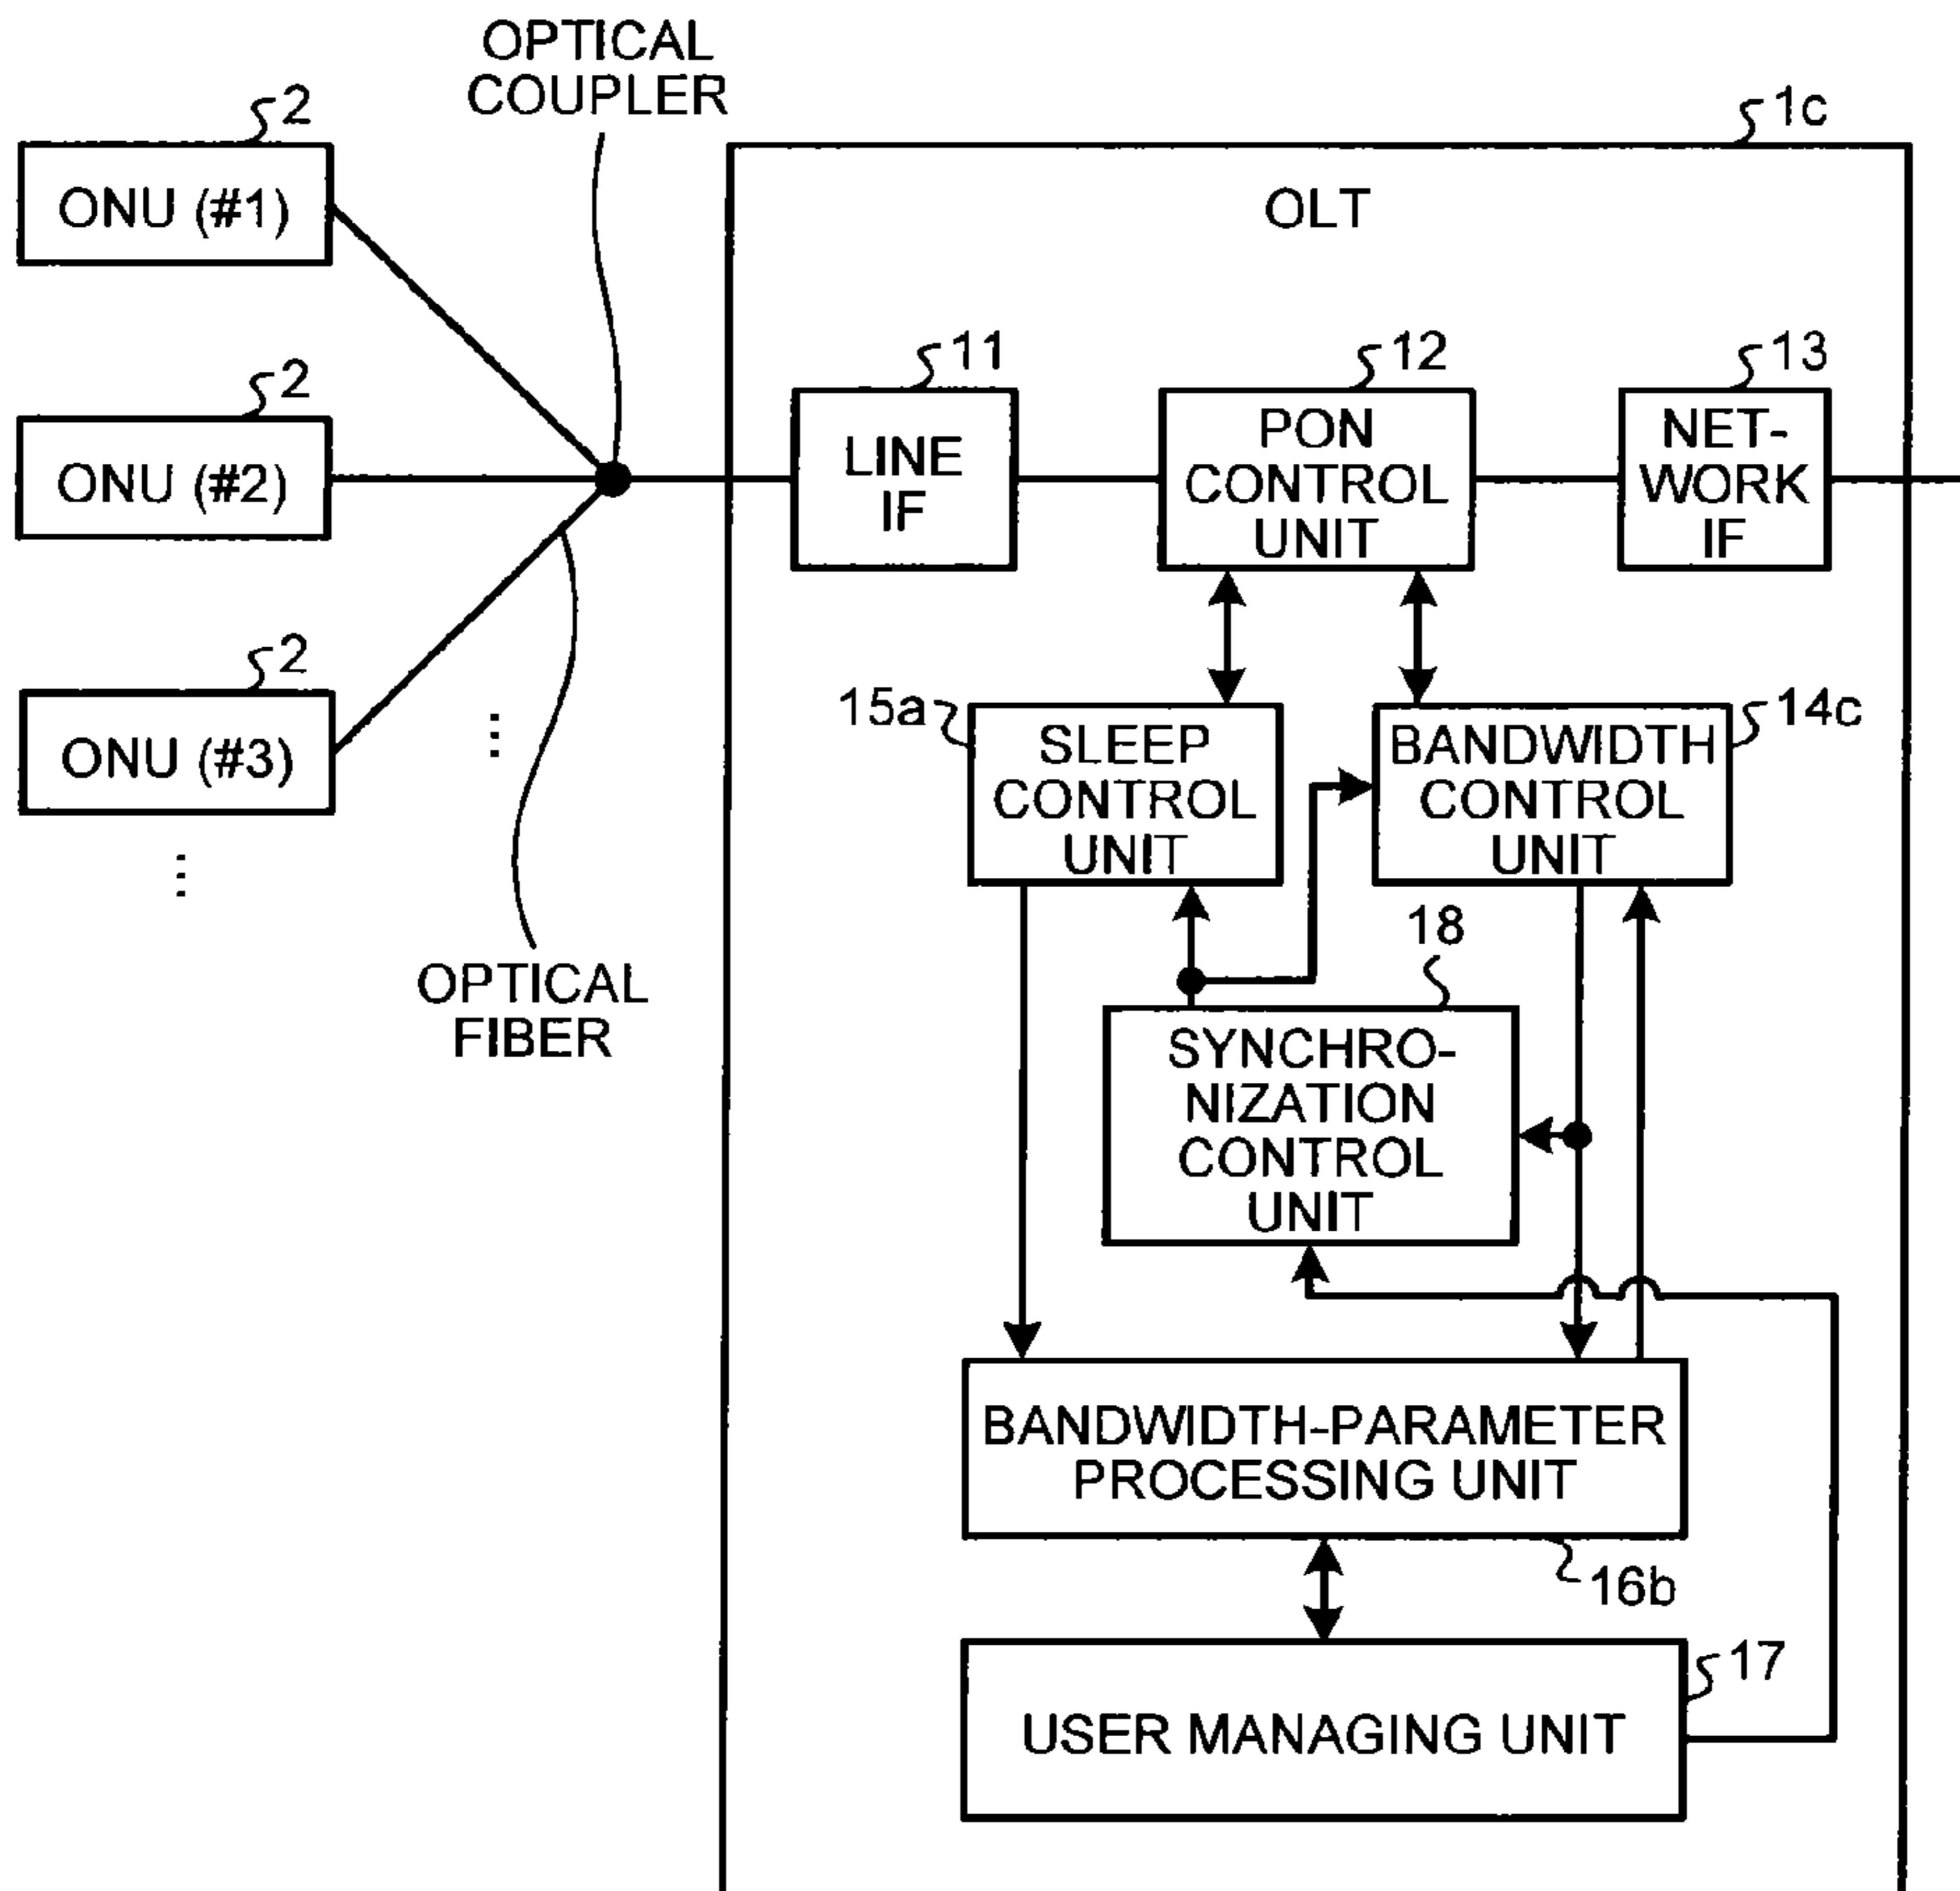 OPTICAL
COUPLER
2
1c
ONU (#1)
OLT
11
12
13
2
ONU (#2)
LINE
IF
PON
CONTROL
UNIT
NET-
WORK
IF
2
ONU (#3)
⋮
⋮
15a
SLEEP
CONTROL
UNIT
14c
BANDWIDTH
CONTROL
UNIT
18
OPTICAL
FIBER
SYNCHRO-
NIZATION
CONTROL
UNIT
BANDWIDTH-PARAMETER
PROCESSING UNIT
16b
17
USER MANAGING UNIT